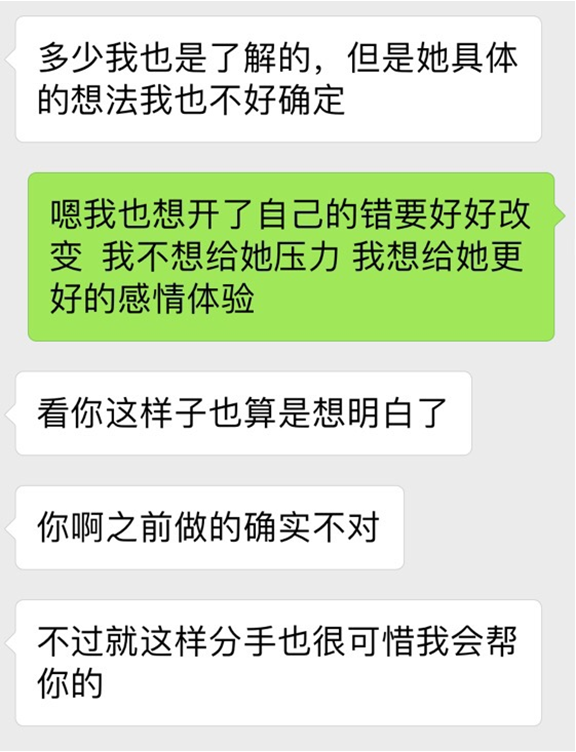 多少我也是了解的，但是她具体
的想法我也不好确定
嗯我也想开了自己的错要好好改
变 我不想给她压力 我想给她更
好的感情体验
看你这样子也算是想明白了
你啊之前做的确实不对
不过就这样分手也很可惜我会帮
你的